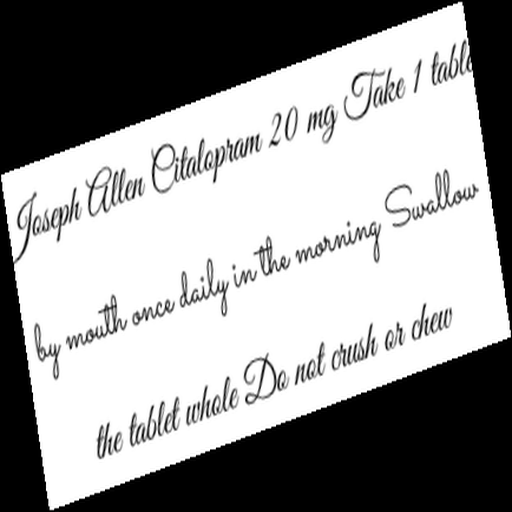 Joseph Allen Citalopram 20 mg Take 1 table
by mouth once daily in the morning Swallow
the tablet whole Do not crush or chew